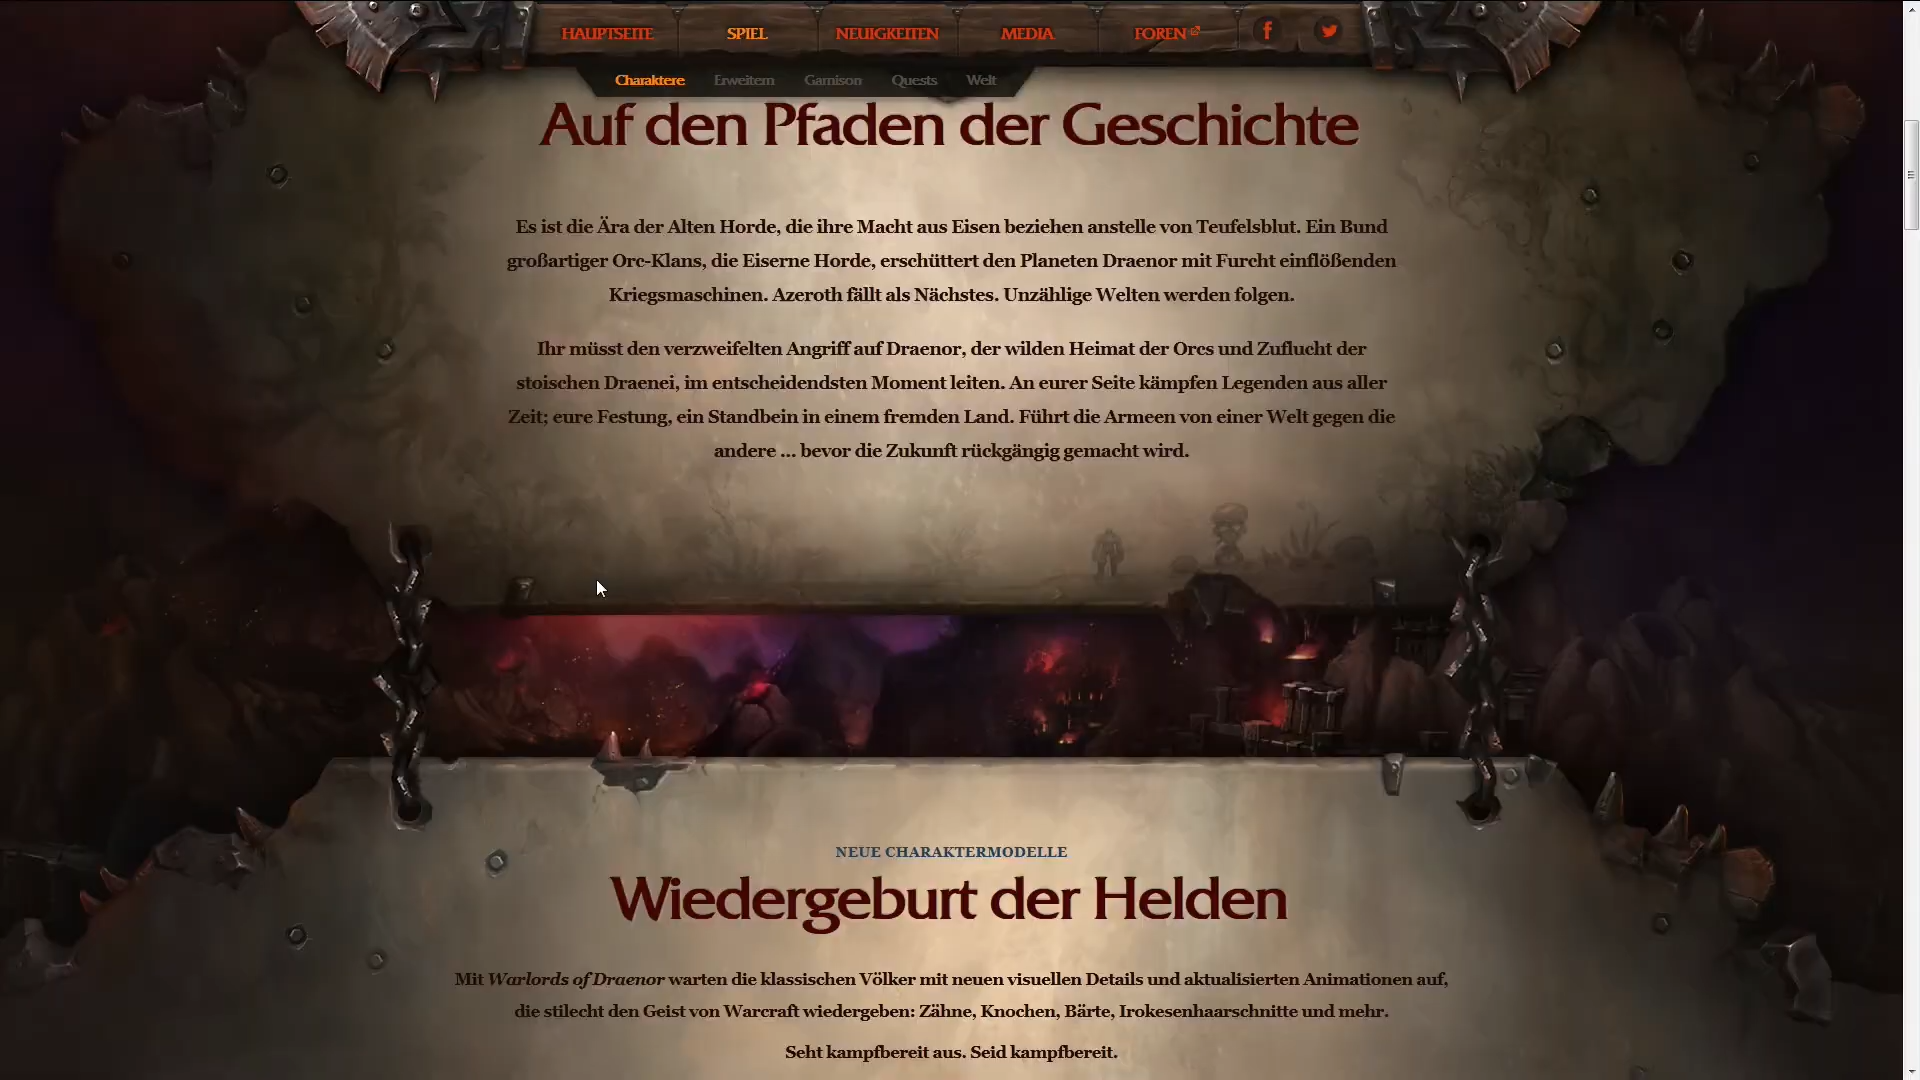 HAUPTSEITE SPIEL NEUIGKEITEN MEDIA FOREN
Charaktere Erweitern Garnison Quests Welt
Auf den Pfaden der Geschichte
Es ist die Ära der Alten Horde, die ihre Macht aus Eisen beziehen anstelle von Teufelsblut. Ein Bund
großartiger Orc-Klans, die Eiserne Horde, erschüttert den Planeten Draenor mit Furcht einflößenden
Kriegsmaschinen. Azeroth fällt als Nächstes. Unzählige Welten werden folgen.
Ihr müsst den verzweifelten Angriff auf Draenor, der wilden Heimat der Orcs und Zuflucht der
stoischen Draenei, im entscheidendsten Moment leiten. An eurer Seite kämpfen Legenden aus aller
Zeit; eure Festung, ein Standbein in einem fremden Land. Führt die Armeen von einer Welt gegen die
andere ... bevor die Zukunft rückgängig gemacht wird.
NEUE CHARAKTERMODELLE
Wiedergeburt der Helden
Mit Warlords of Draenor warten die klassischen Völker mit neuen visuellen Details und aktualisierten Animationen auf,
die stilecht den Geist von Warcraft wiedergeben: Zähne, Knochen, Bärte, Irokesenhaarschnitte und mehr.
Seht kampfbereit aus. Seid kampfbereit.